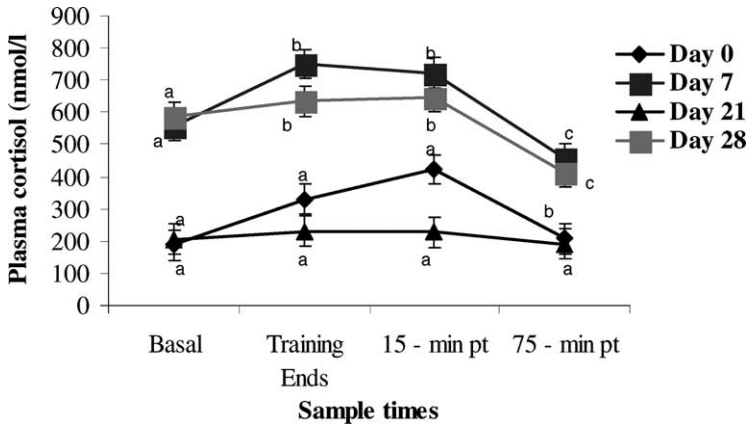 900
800
700
600
500
400
300
200
100
0
Plasma cortisol (nmol/l
a
a
a
a
b
b
a
a
b
b
a
a
c
c
b
a
Basal
Training
Ends
15 - min pt
75 - min pt
Sample times
Day 0
Day 7
Day 21
Day 28